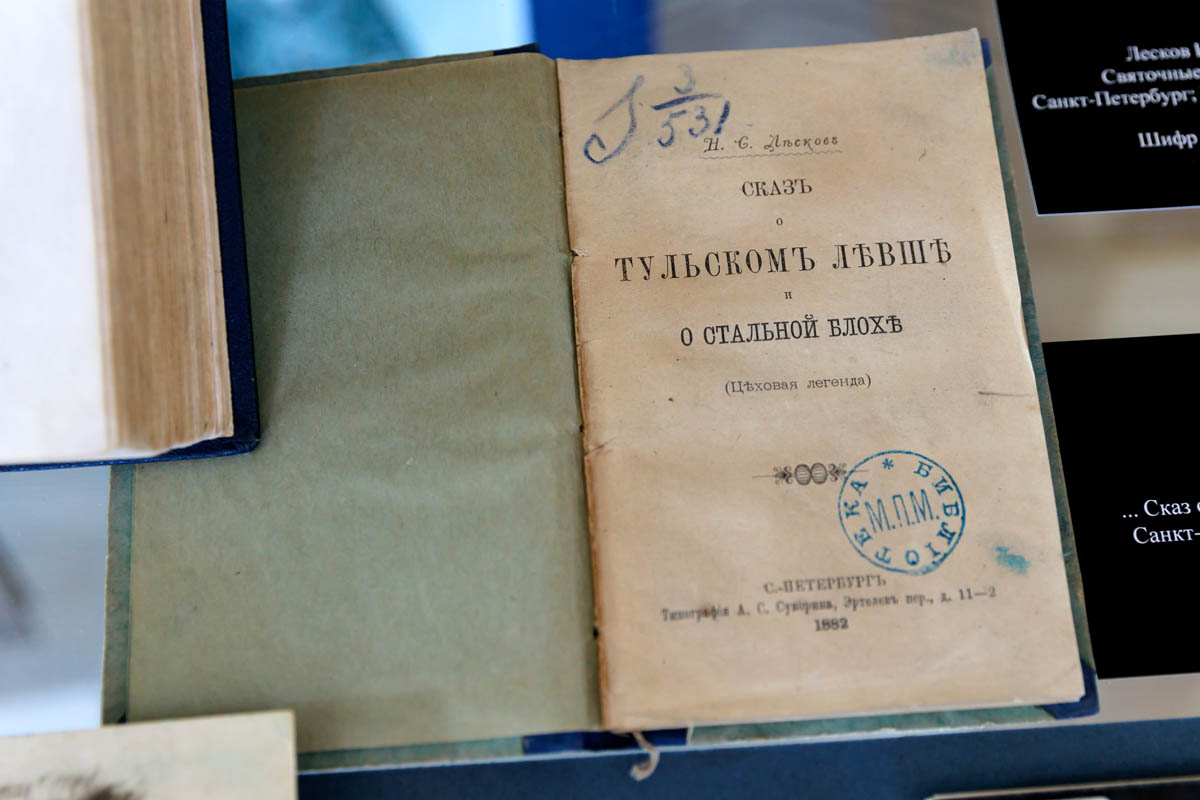 J 3/531
Н. С. Лѣсковъ
СКАЗЪ
о
ТУЛЬСКОМЪ ЛѢВШѢ
и
О СТАЛЬНОЙ БЛОХѢ
(Цѣховая легенда)
* БИБЛІОТЕКА
М.П.М.
С.-ПЕТЕРБУРГЪ
Типографія А. С. Суворина, Эртелевъ пер., д. 11—2
1882
Лесков
Святочные
Санкт-Петербург;
Шифр
... Сказ
Санкт-